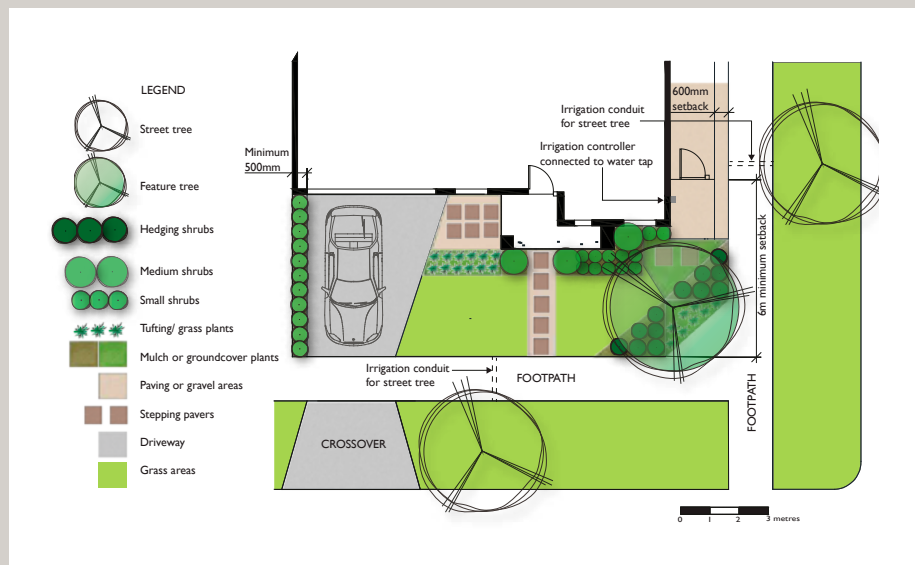 LEGEND
Street tree
Feature tree
Hedging shrubs
Medium shrubs
Small shrubs
Tufting/ grass plants
Mulch or groundcover plants
Paving or gravel areas
Stepping pavers
Driveway
Grass areas
Minimum
500mm
Irrigation conduit
for street tree
Irrigation controller
connected to water tap
600mm
setback
6m minimum setback
Irrigation conduit
for street tree
FOOTPATH
FOOTPATH
CROSSOVER
0 1 2 3 metres